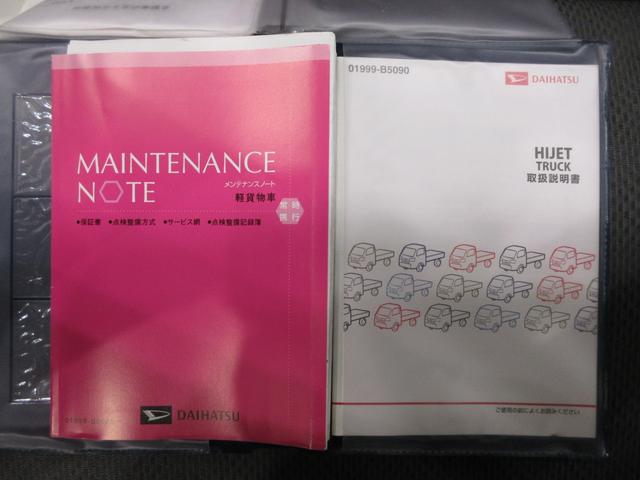 MAINTENANCE
NOTE
メンテナンスノート
軽貨物車
常時
携行
●保証書 ●点検整備方式 ●サービス網 ●点検整備記録簿
DAIHATSU
01999-B5090
DAIHATSU
HIJET
TRUCK
取扱説明書
ご使用の前によくお読みください